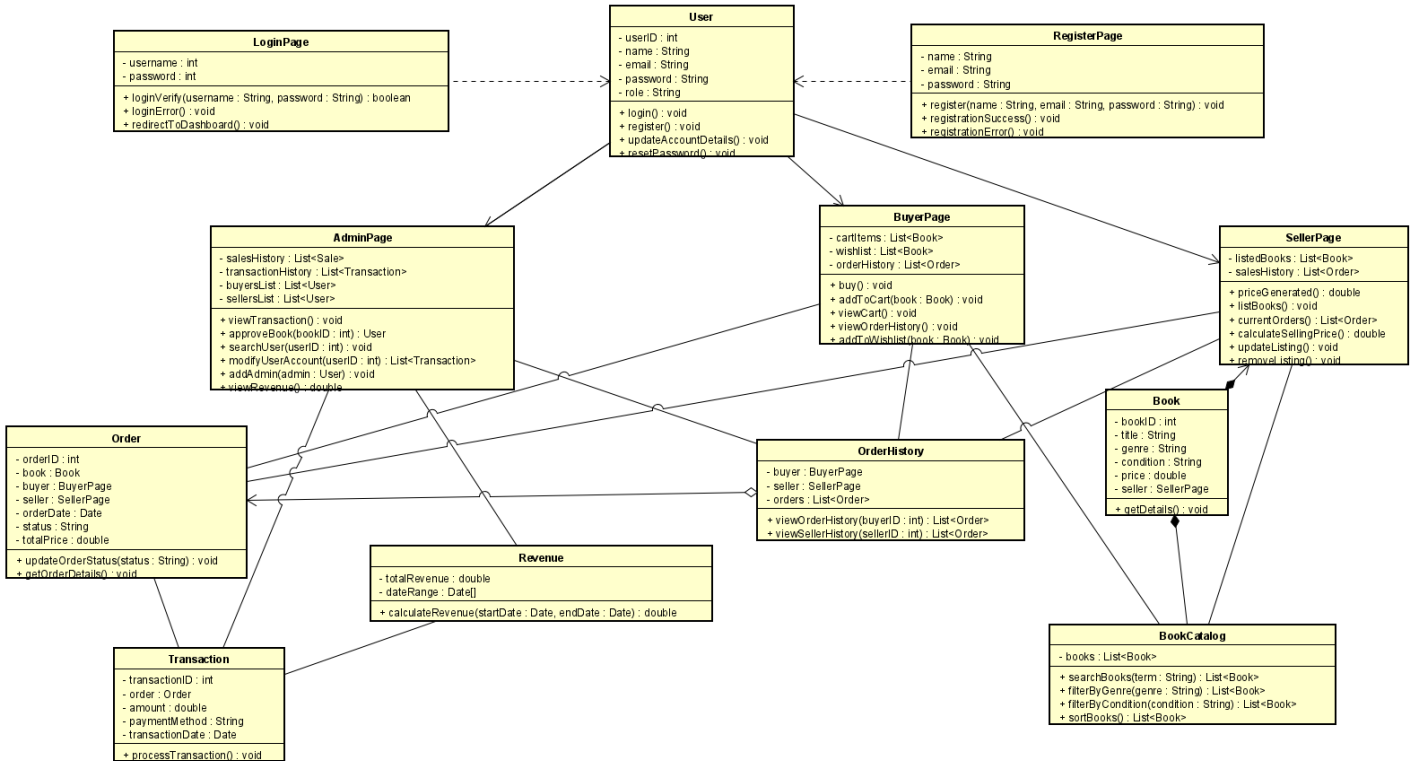 User
- userID : int
- name : String
- email : String
- password : String
- role : String
+ login() : void
+ register() : void
+ updateAccountDetails() : void
+ resetPassword() : void
LoginPage
- username : int
- password : int
+ loginVerify(username : String, password : String) : boolean
+ loginError() : void
+ redirectToDashboard() : void
RegisterPage
- name : String
- email : String
- password : String
+ register(name : String, email : String, password : String) : void
+ registrationSuccess() : void
+ registrationError() : void
AdminPage
- salesHistory : List<Sale>
- transactionHistory : List<Transaction>
- buyersList : List<User>
- sellersList : List<User>
+ viewTransaction() : void
+ approveBook(bookID : int) : User
+ searchUser(userID : int) : void
+ modifyUserAccount(userID : int) : List<Transaction>
+ addAdmin(admin : User) : void
+ viewRevenue() : double
BuyerPage
- cartItems : List<Book>
- wishlist : List<Book>
- orderHistory : List<Order>
+ buy() : void
+ addToCart(book : Book) : void
+ viewCart() : void
+ viewOrderHistory() : void
+ addToWishlist(book : Book) : void
SellerPage
- listedBooks : List<Book>
- salesHistory : List<Order>
+ priceGenerated() : double
+ listBooks() : void
+ currentOrders() : List<Order>
+ calculateSellingPrice() : double
+ updateListing() : void
+ removeListing() : void
Book
- bookID : int
- title : String
- genre : String
- condition : String
- price : double
- seller : SellerPage
+ getDetails() : void
Order
- orderID : int
- book : Book
- buyer : BuyerPage
- seller : SellerPage
- orderDate : Date
- status : String
- totalPrice : double
+ updateOrderStatus(status : String) : void
+ getOrderDetails() : void
OrderHistory
- buyer : BuyerPage
- seller : SellerPage
- orders : List<Order>
+ viewOrderHistory(buyerID : int) : List<Order>
+ viewSellerHistory(sellerID : int) : List<Order>
Revenue
- totalRevenue : double
- dateRange : Date[]
+ calculateRevenue(startDate : Date, endDate : Date) : double
BookCatalog
- books : List<Book>
+ searchBooks(term : String) : List<Book>
+ filterByGenre(genre : String) : List<Book>
+ filterByCondition(condition : String) : List<Book>
+ sortBooks() : List<Book>
Transaction
- transactionID : int
- order : Order
- amount : double
- paymentMethod : String
- transactionDate : Date
+ processTransaction() : void